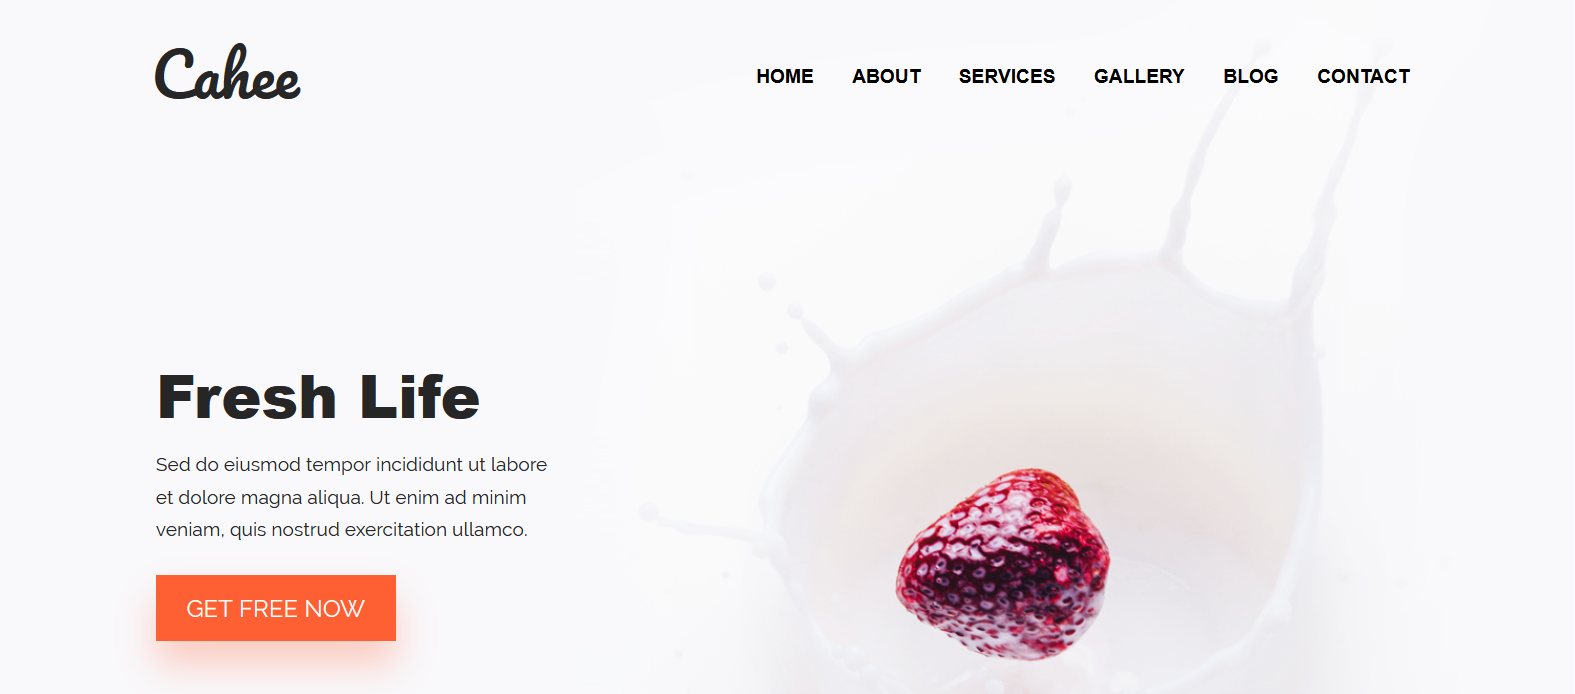 Cahee
HOME ABOUT SERVICES GALLERY BLOG CONTACT
Fresh Life
Sed do eiusmod tempor incididunt ut labore
et dolore magna aliqua. Ut enim ad minim
veniam, quis nostrud exercitation ullamco.
GET FREE NOW